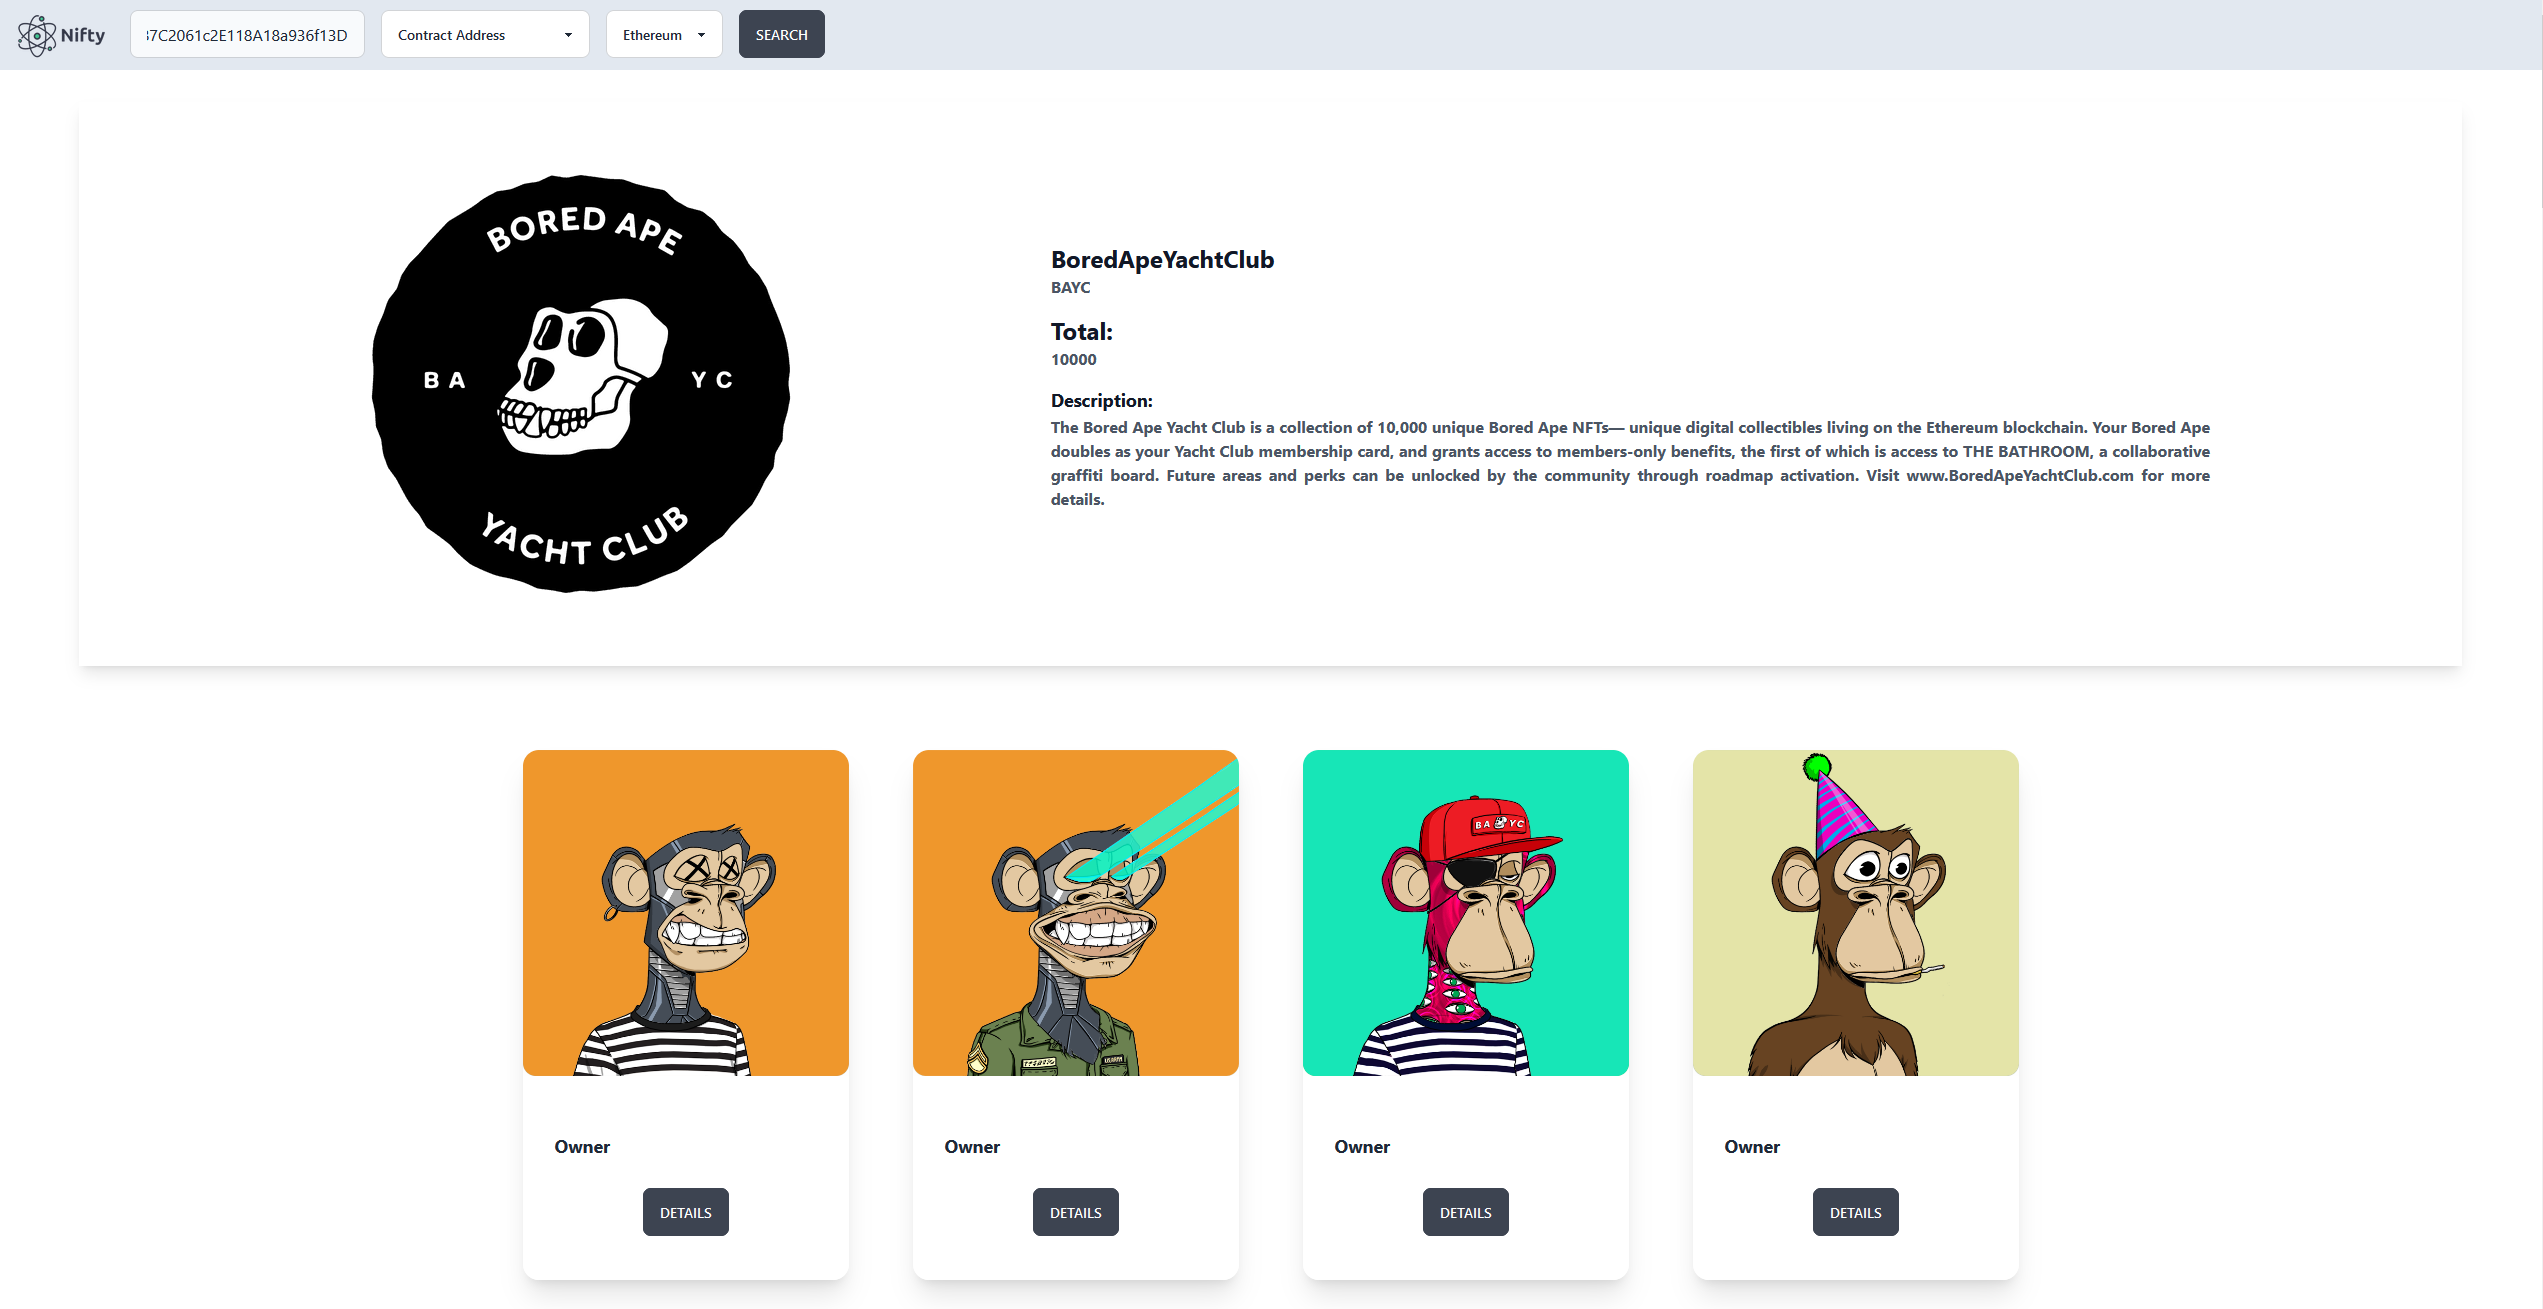 Nifty
37C2061c2E118A18a936f13D
Contract Address
Ethereum
SEARCH
BORED APE
BA
YC
YACHT CLUB
BoredApeYachtClub
BAYC
Total:
10000
Description:
The Bored Ape Yacht Club is a collection of 10,000 unique Bored Ape NFTs— unique digital collectibles living on the Ethereum blockchain. Your Bored Ape
doubles as your Yacht Club membership card, and grants access to members-only benefits, the first of which is access to THE BATHROOM, a collaborative
graffiti board. Future areas and perks can be unlocked by the community through roadmap activation. Visit www.BoredApeYachtClub.com for more
details.
BA YC
Owner
Owner
Owner
Owner
DETAILS
DETAILS
DETAILS
DETAILS